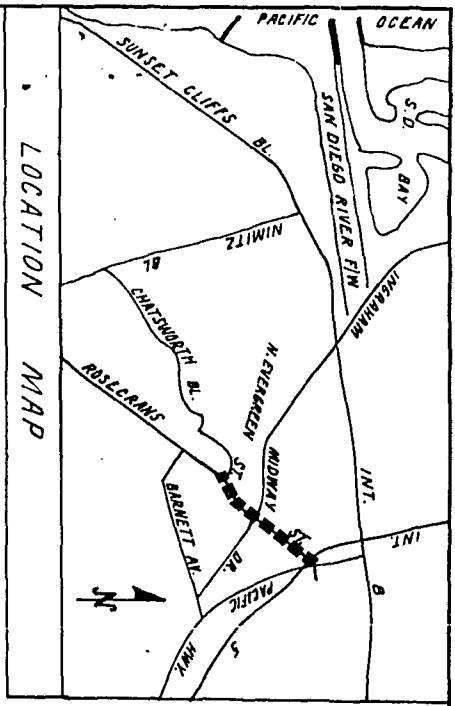 PACIFIC OCEAN
S.D.
BAY
SUNSET CLIFFS BL.
SAN DIEGO RIVER F/W
INGRAHAM
NIMITZ BL
CHATSWORTH BL.
N. EVERGREEN ST.
MIDWAY DR.
ROSECRANS ST.
BARNETT AV.
INT. 8
INT. 5
PACIFIC HWY.
N
LOCATION MAP